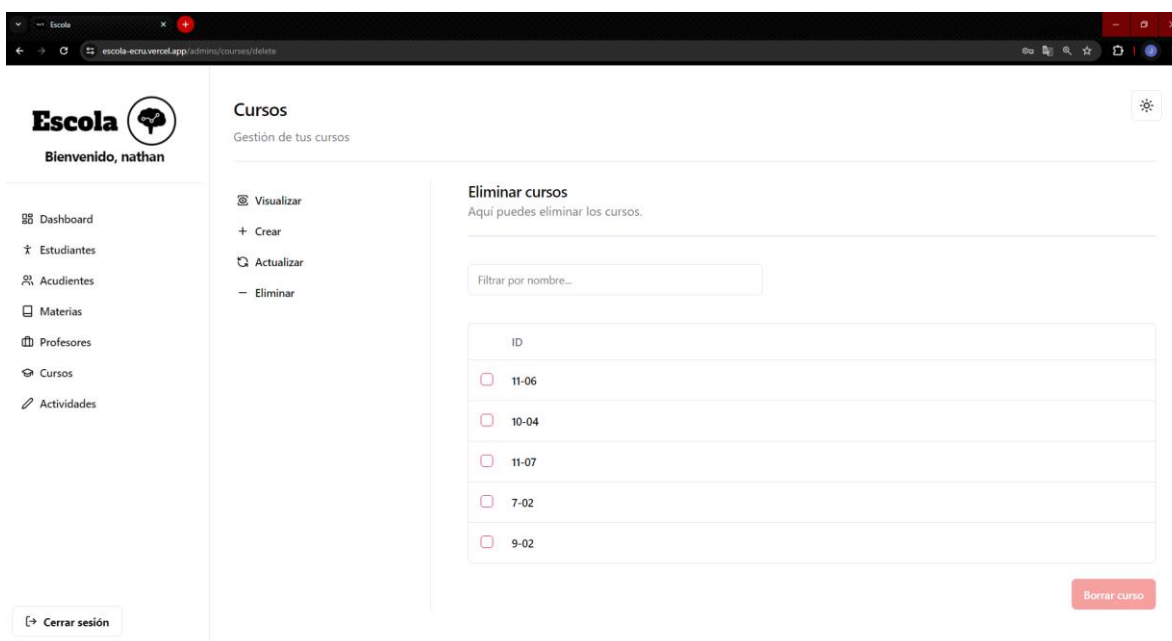 Escola
escola-ecru.vercel.app/admins/courses/delete
Escola
Bienvenido, nathan
Dashboard
Estudiantes
Acudientes
Materias
Profesores
Cursos
Actividades
Cerrar sesión
Cursos
Gestión de tus cursos
Visualizar
Crear
Actualizar
Eliminar
Eliminar cursos
Aquí puedes eliminar los cursos.
Filtrar por nombre...
ID
11-06
10-04
11-07
7-02
9-02
Borrar curso